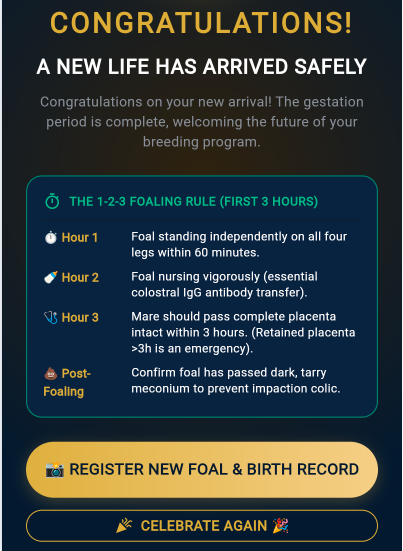 CONGRATULATIONS!
A NEW LIFE HAS ARRIVED SAFELY
Congratulations on your new arrival! The gestation
period is complete, welcoming the future of your
breeding program.
THE 1-2-3 FOALING RULE (FIRST 3 HOURS)
Hour 1
Foal standing independently on all four
legs within 60 minutes.
Hour 2
Foal nursing vigorously (essential
colostral IgG antibody transfer).
Hour 3
Mare should pass complete placenta
intact within 3 hours. (Retained placenta
>3h is an emergency).
Post-
Foaling
Confirm foal has passed dark, tarry
meconium to prevent impaction colic.
REGISTER NEW FOAL & BIRTH RECORD
CELEBRATE AGAIN